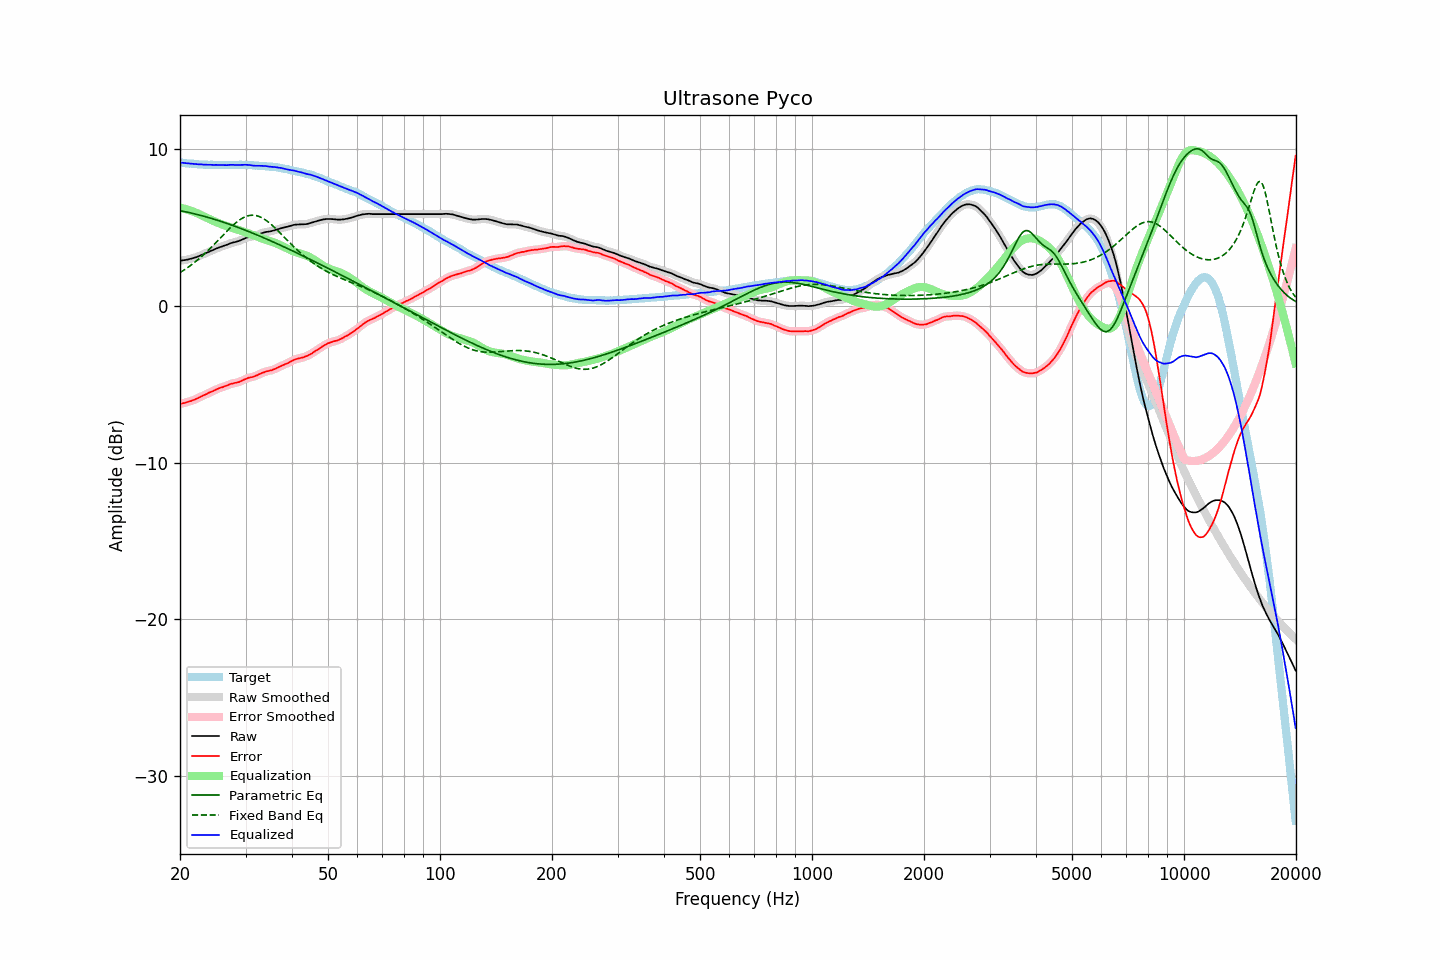 Ultrasone Pyco
10
0
−10
−20
−30
Amplitude (dBr)
Target
Raw Smoothed
Error Smoothed
Raw
Error
Equalization
Parametric Eq
Fixed Band Eq
Equalized
20 50 100 200 500 1000 2000 5000 10000 20000
Frequency (Hz)